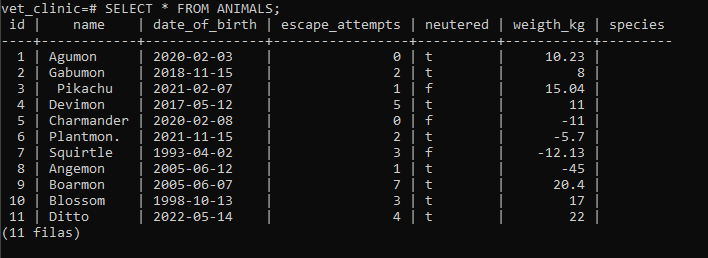 vet_clinic=# SELECT * FROM ANIMALS;
 id |    name    | date_of_birth | escape_attempts | neutered | weigth_kg | species
----+------------+---------------+-----------------+----------+-----------+---------
  1 | Agumon     | 2020-02-03    |               0 | t        |     10.23 |
  2 | Gabumon    | 2018-11-15    |               2 | t        |         8 |
  3 |  Pikachu   | 2021-02-07    |               1 | f        |     15.04 |
  4 | Devimon    | 2017-05-12    |               5 | t        |        11 |
  5 | Charmander | 2020-02-08    |               0 | f        |       -11 |
  6 | Plantmon.  | 2021-11-15    |               2 | t        |      -5.7 |
  7 | Squirtle   | 1993-04-02    |               3 | f        |    -12.13 |
  8 | Angemon    | 2005-06-12    |               1 | t        |       -45 |
  9 | Boarmon    | 2005-06-07    |               7 | t        |      20.4 |
 10 | Blossom    | 1998-10-13    |               3 | t        |        17 |
 11 | Ditto      | 2022-05-14    |               4 | t        |        22 |
(11 filas)